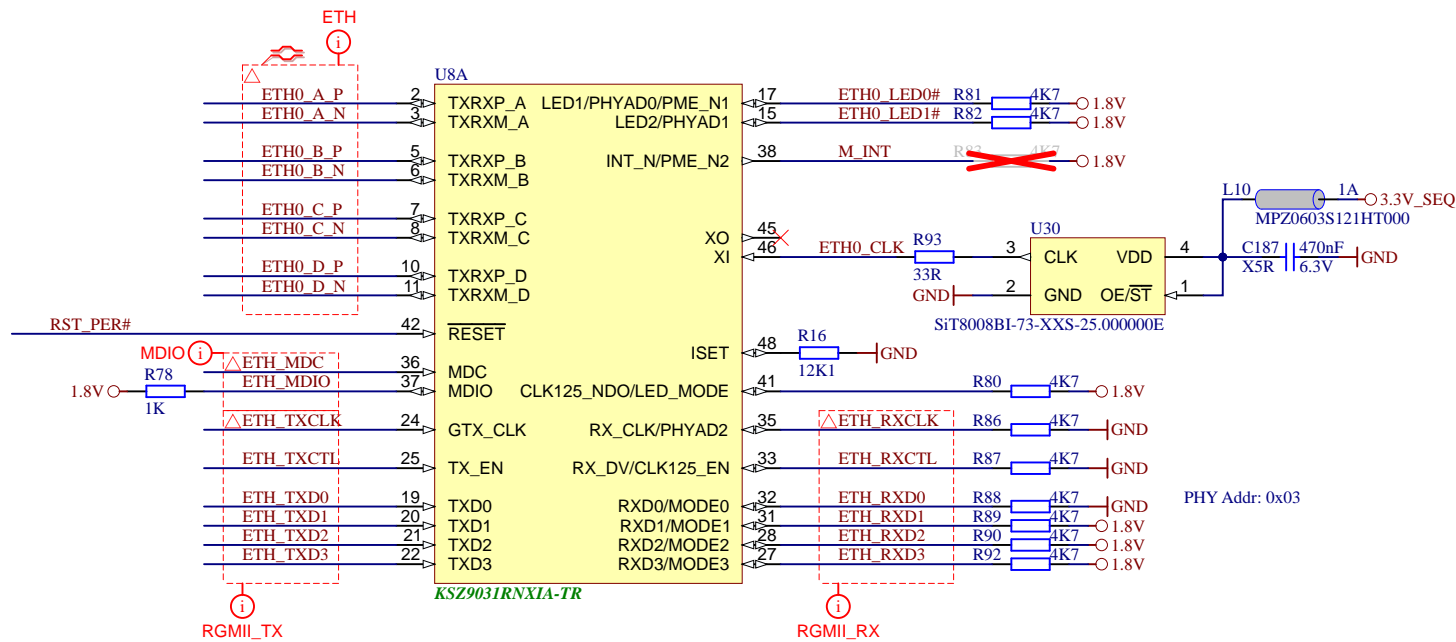 ETH
U8A
ETH0_A_P 2 TXRXP_A LED1/PHYAD0/PME_N1 17 ETH0_LED0# R81 4K7 1.8V
ETH0_A_N 3 TXRXM_A LED2/PHYAD1 15 ETH0_LED1# R82 4K7 1.8V
ETH0_B_P 5 TXRXP_B INT_N/PME_N2 38 M_INT R83 4K7 1.8V
ETH0_B_N 6 TXRXM_B
L10 1A 3.3V_SEQ
MPZ0603S121HT000
ETH0_C_P 7 TXRXP_C
ETH0_C_N 8 TXRXM_C XO 45
U30
XI 46 ETH0_CLK R93 33R 3 CLK VDD 4 C187 470nF GND
X5R 6.3V
ETH0_D_P 10 TXRXP_D
ETH0_D_N 11 TXRXM_D GND 2 GND OE/ST 1
SiT8008BI-73-XXS-25.000000E
RST_PER# 42 RESET
ISET 48 R16 12K1 GND
MDIO
ETH_MDC 36 MDC
1.8V R78 1K ETH_MDIO 37 MDIO CLK125_NDO/LED_MODE 41 R80 4K7 1.8V
ETH_TXCLK 24 GTX_CLK RX_CLK/PHYAD2 35 ETH_RXCLK R86 4K7 GND
ETH_TXCTL 25 TX_EN RX_DV/CLK125_EN 33 ETH_RXCTL R87 4K7 GND
ETH_TXD0 19 TXD0 RXD0/MODE0 32 ETH_RXD0 R88 4K7 GND
PHY Addr: 0x03
ETH_TXD1 20 TXD1 RXD1/MODE1 31 ETH_RXD1 R89 4K7 1.8V
ETH_TXD2 21 TXD2 RXD2/MODE2 28 ETH_RXD2 R90 4K7 1.8V
ETH_TXD3 22 TXD3 RXD3/MODE3 27 ETH_RXD3 R92 4K7 1.8V
KSZ9031RNXIA-TR
RGMII_TX
RGMII_RX